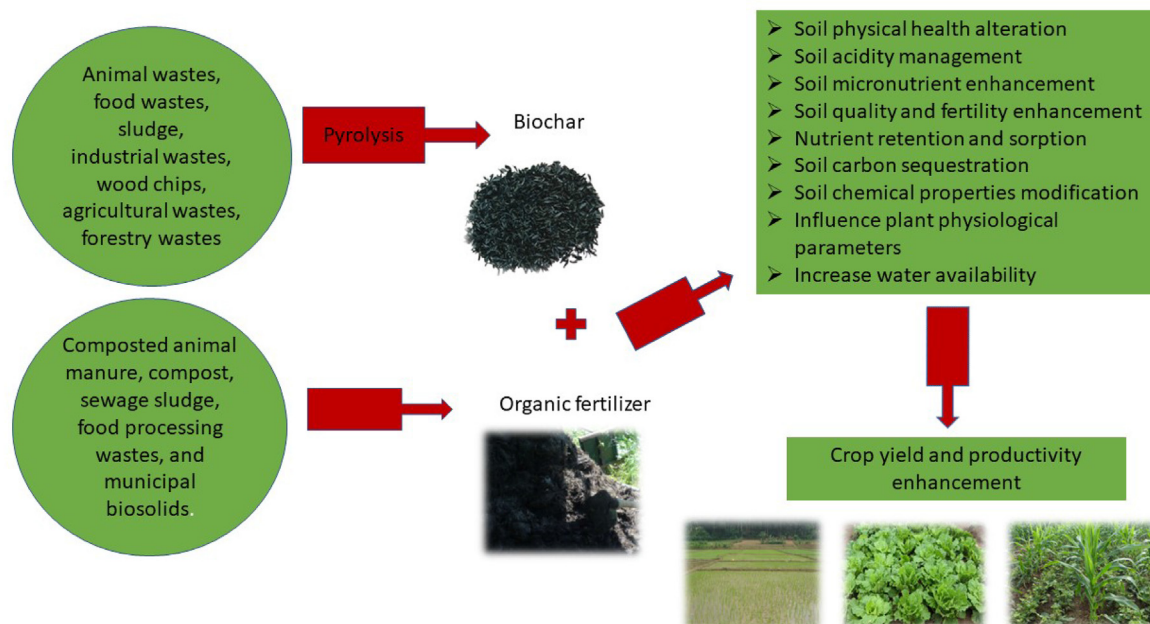 Animal wastes,
food wastes,
sludge,
industrial wastes,
wood chips,
agricultural wastes,
forestry wastes
Pyrolysis
Biochar
➢ Soil physical health alteration
➢ Soil acidity management
➢ Soil micronutrient enhancement
➢ Soil quality and fertility enhancement
➢ Nutrient retention and sorption
➢ Soil carbon sequestration
➢ Soil chemical properties modification
➢ Influence plant physiological
parameters
➢ Increase water availability
Composted animal
manure, compost,
sewage sludge,
food processing
wastes, and
municipal
biosolids.
Organic fertilizer
Crop yield and productivity
enhancement